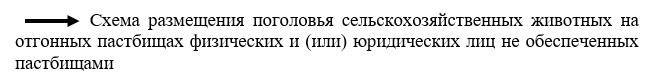 Схема размещения поголовья сельскохозяйственных животных на
отгонных пастбищах физических и (или) юридических лиц не обеспеченных
пастбищами